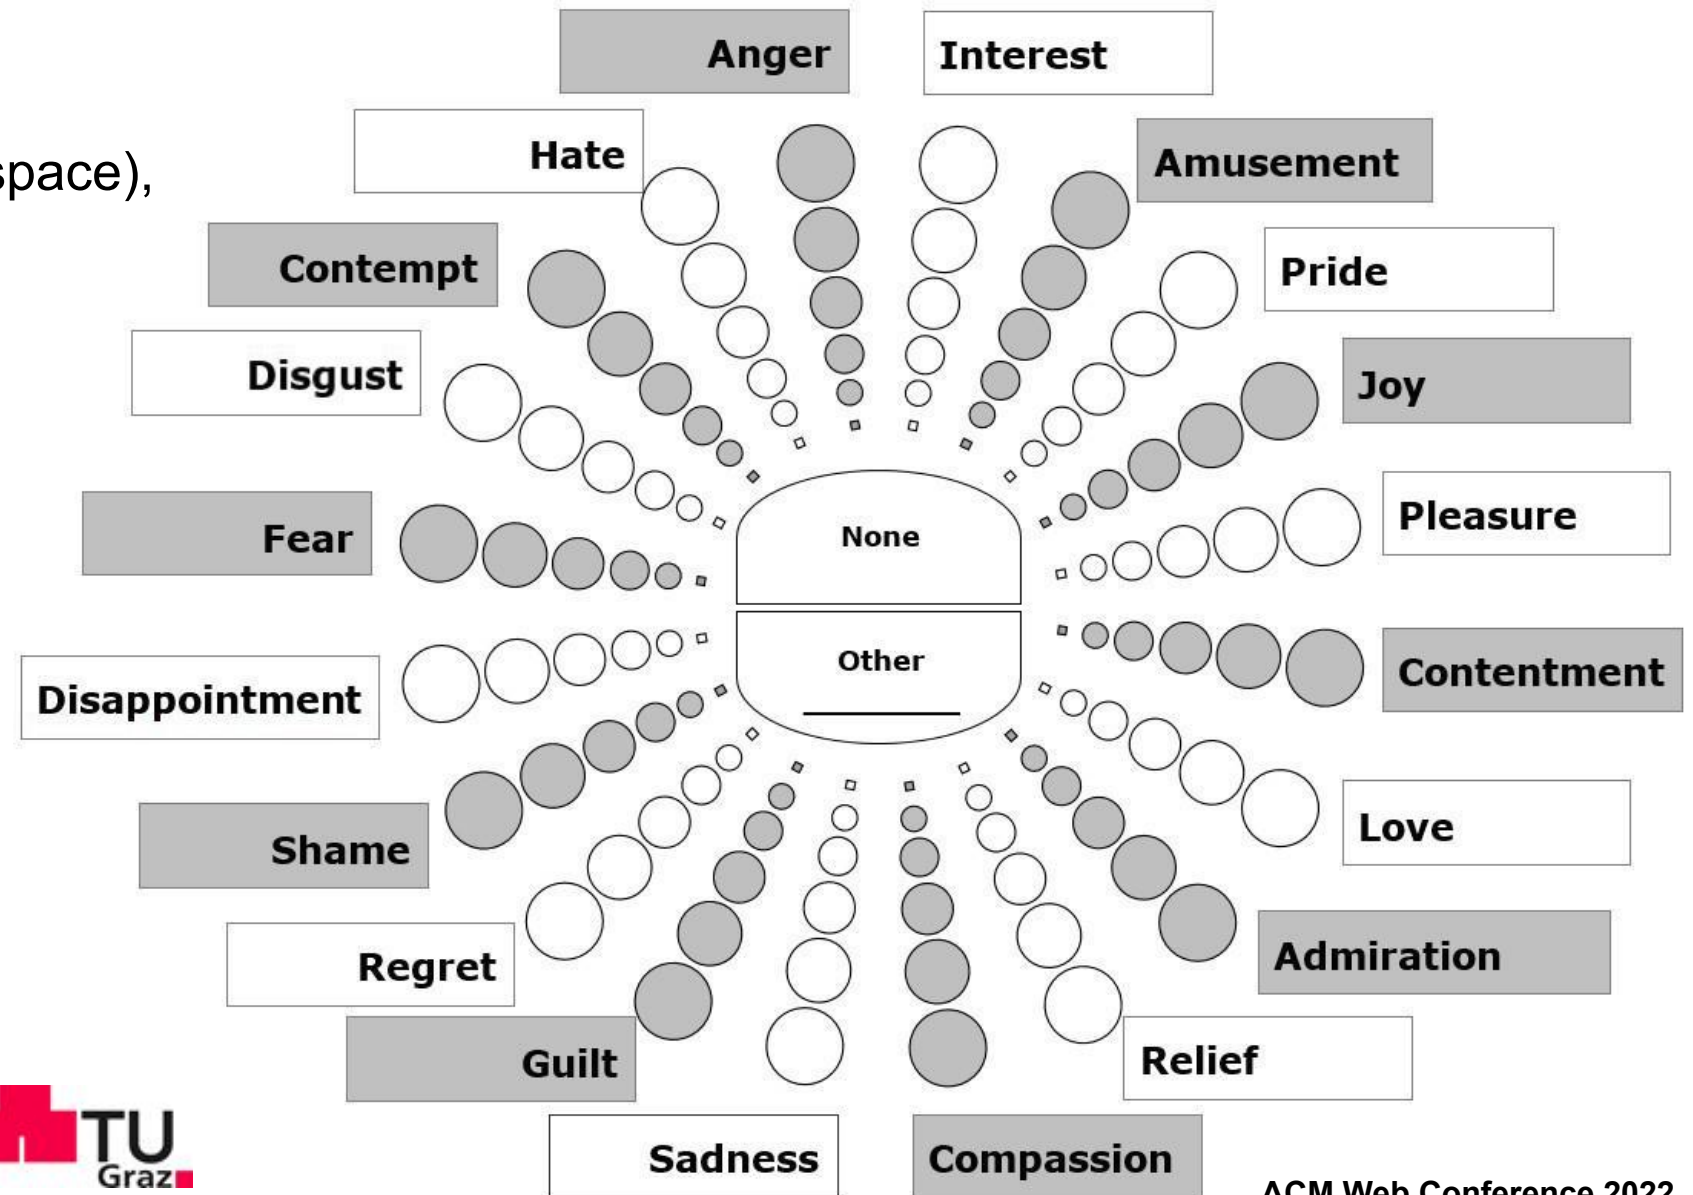 space),
Anger
Interest
Hate
Amusement
Contempt
Pride
Disgust
Joy
Fear
Pleasure
None
Other
Disappointment
Contentment
Shame
Love
Regret
Admiration
Guilt
Relief
Sadness
Compassion
TU
Graz
ACM Web Conference 2022